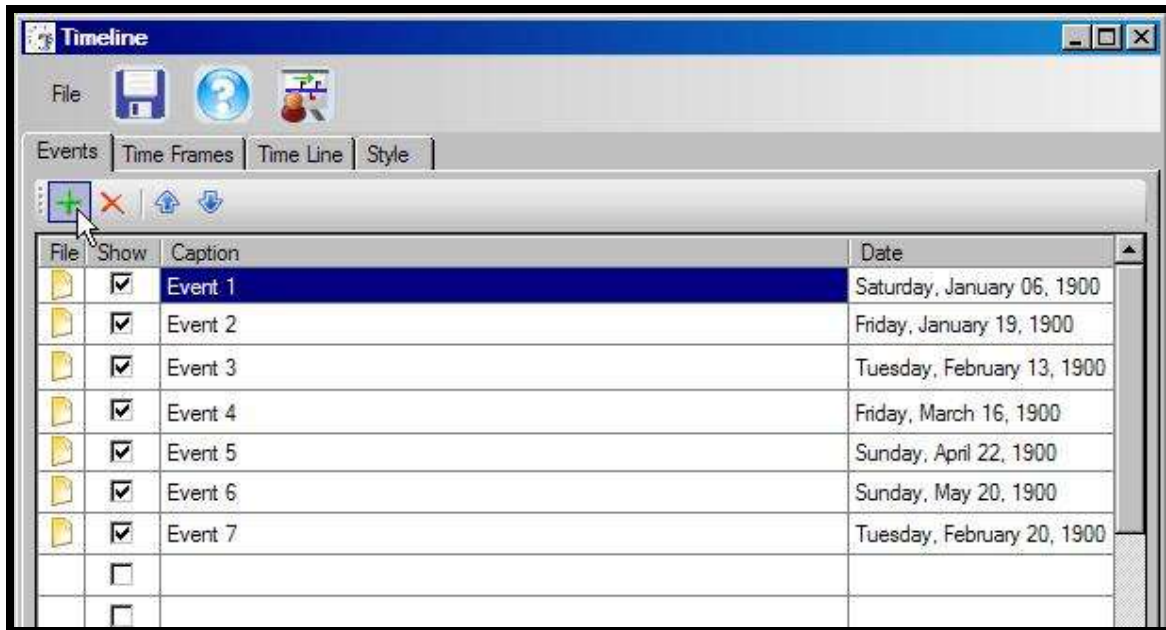 Timeline
File
Events Time Frames Time Line Style
File Show Caption Date
Event 1 Saturday, January 06, 1900
Event 2 Friday, January 19, 1900
Event 3 Tuesday, February 13, 1900
Event 4 Friday, March 16, 1900
Event 5 Sunday, April 22, 1900
Event 6 Sunday, May 20, 1900
Event 7 Tuesday, February 20, 1900